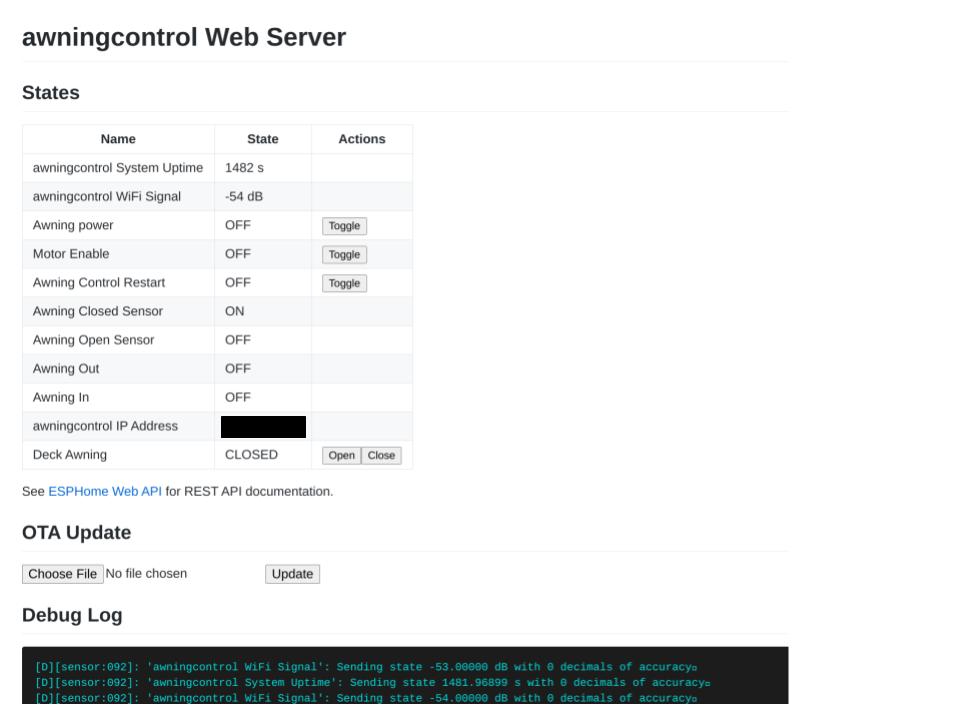 awningcontrol Web Server
States
Name State Actions
awningcontrol System Uptime 1482 s
awningcontrol WiFi Signal -54 dB
Awning power OFF Toggle
Motor Enable OFF Toggle
Awning Control Restart OFF Toggle
Awning Closed Sensor ON
Awning Open Sensor OFF
Awning Out OFF
Awning In OFF
awningcontrol IP Address
Deck Awning CLOSED Open Close
See ESPHome Web API for REST API documentation.
OTA Update
Choose File No file chosen Update
Debug Log
[D][sensor:092]: 'awningcontrol WiFi Signal': Sending state -53.00000 dB with 0 decimals of accuracy
[D][sensor:092]: 'awningcontrol System Uptime': Sending state 1481.96899 s with 0 decimals of accuracy
[D][sensor:092]: 'awningcontrol WiFi Signal': Sending state -54.00000 dB with 0 decimals of accuracy